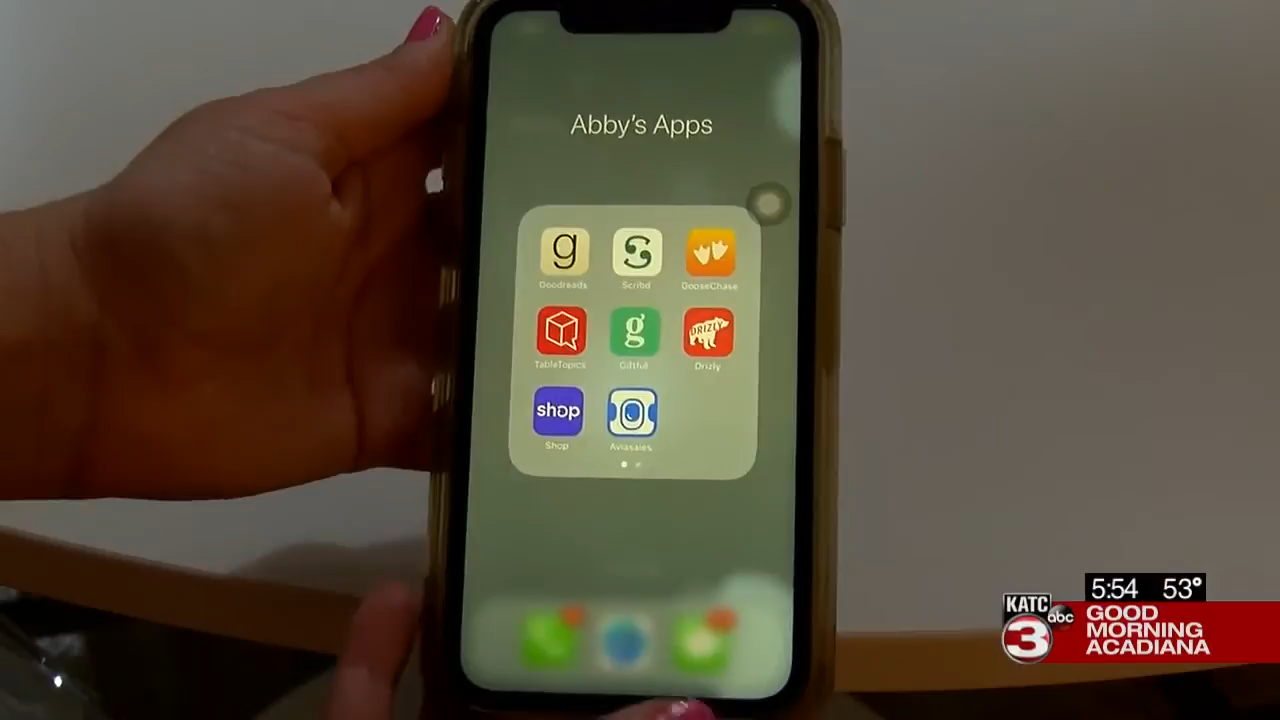 Abby's Apps
g
Goodreads
Scribd
GooseChase
TableTopics
g
Giftful
DRIZLY
Drizly
shop
Shop
Aviasales
5:54 53°
KATC
abc
3
GOOD
MORNING
ACADIANA